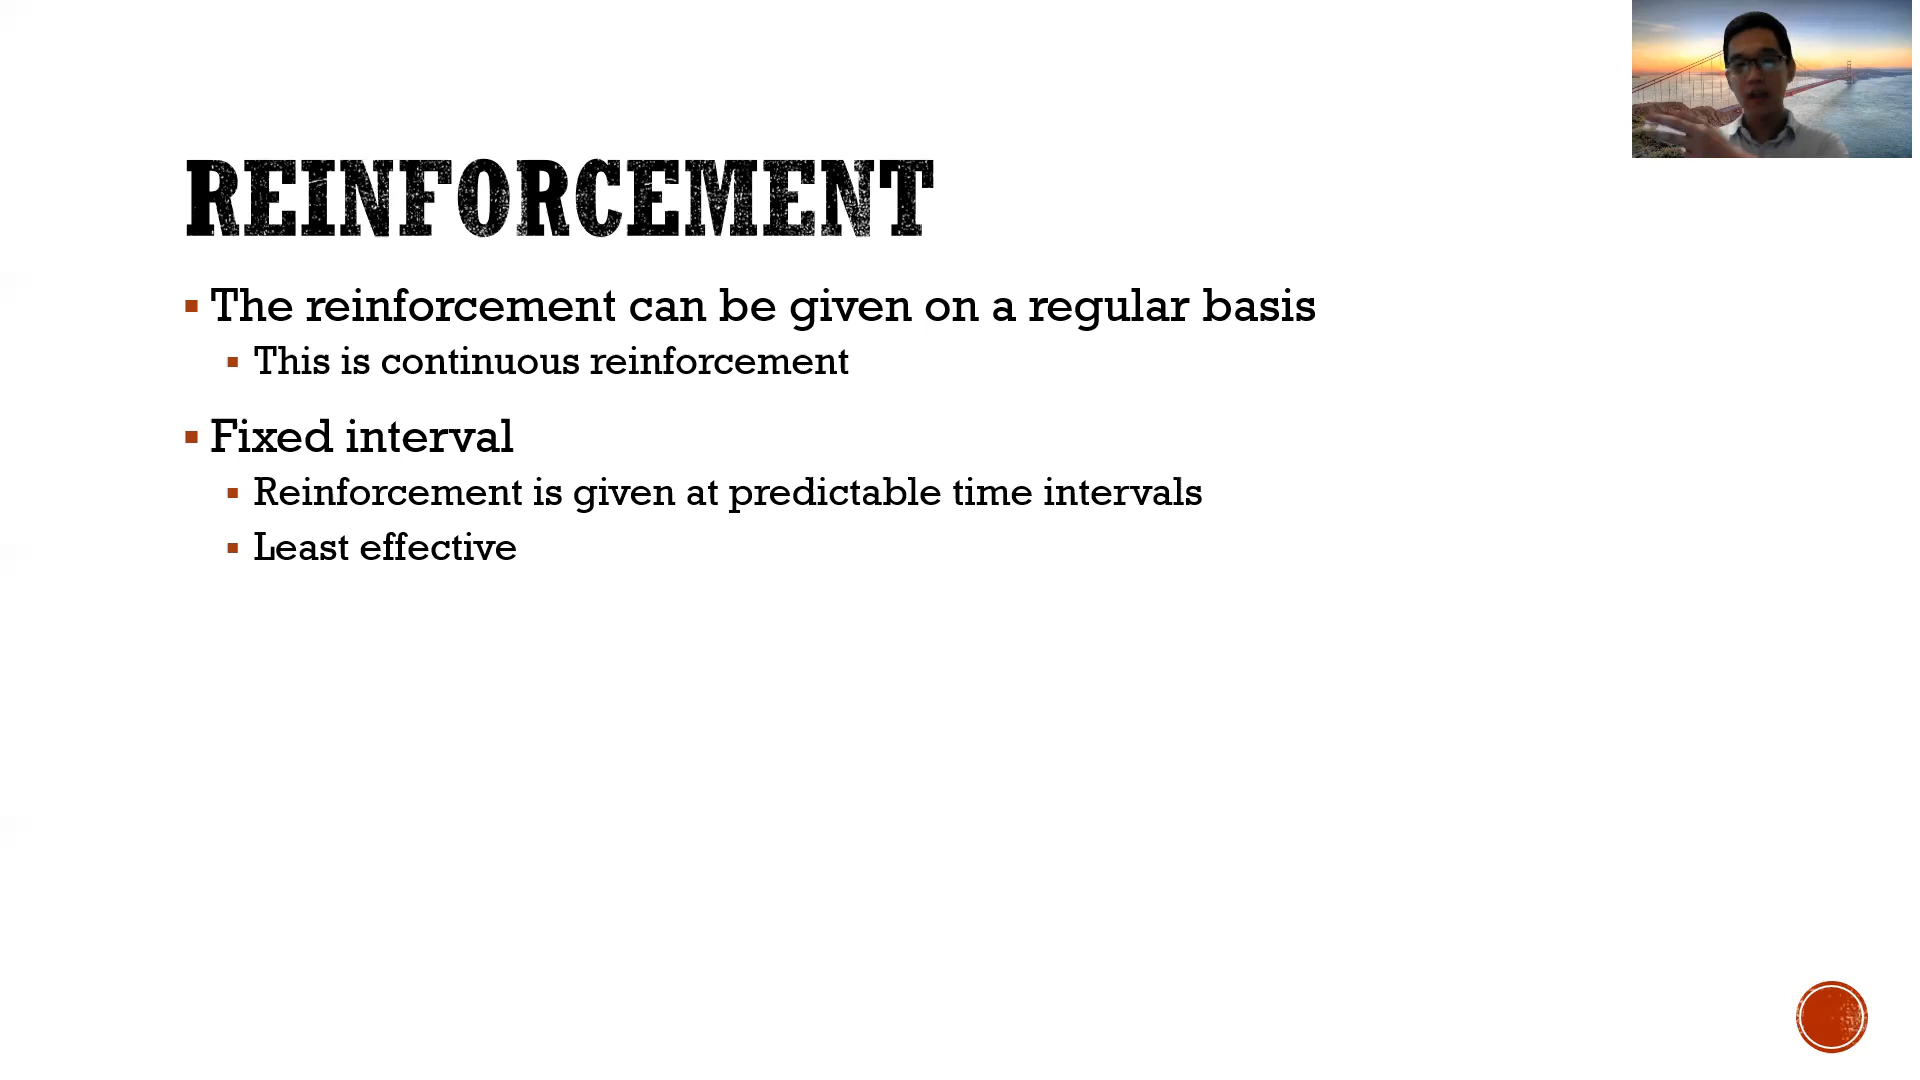 REINFORCEMENT
The reinforcement can be given on a regular basis
This is continuous reinforcement
Fixed interval
Reinforcement is given at predictable time intervals
Least effective